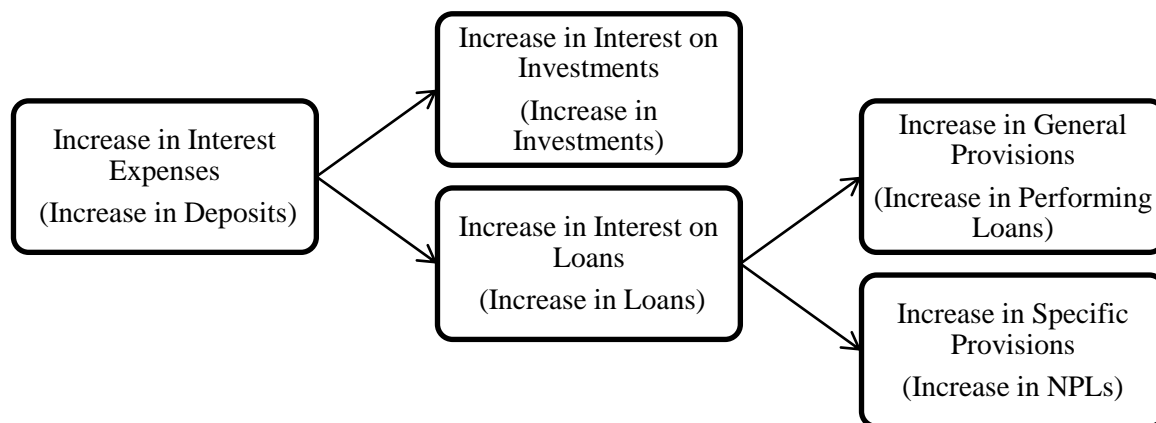 Increase in Interest
Expenses
(Increase in Deposits)
Increase in Interest on
Investments
(Increase in
Investments)
Increase in Interest on
Loans
(Increase in Loans)
Increase in General
Provisions
(Increase in Performing
Loans)
Increase in Specific
Provisions
(Increase in NPLs)